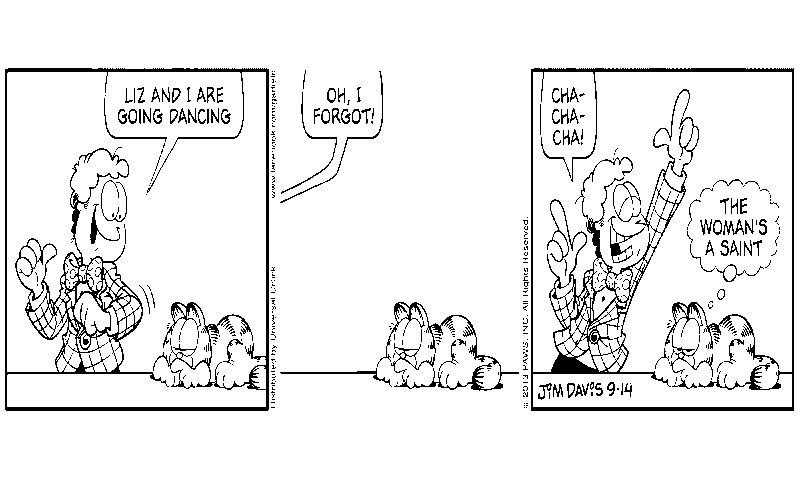 LIZ AND I ARE
GOING DANCING
OH, I
FORGOT!
CHA-
CHA-
CHA!
THE
WOMAN'S
A SAINT
© 2013 PAWS, INC. All Rights Reserved.
JIM DAVIS 9-14